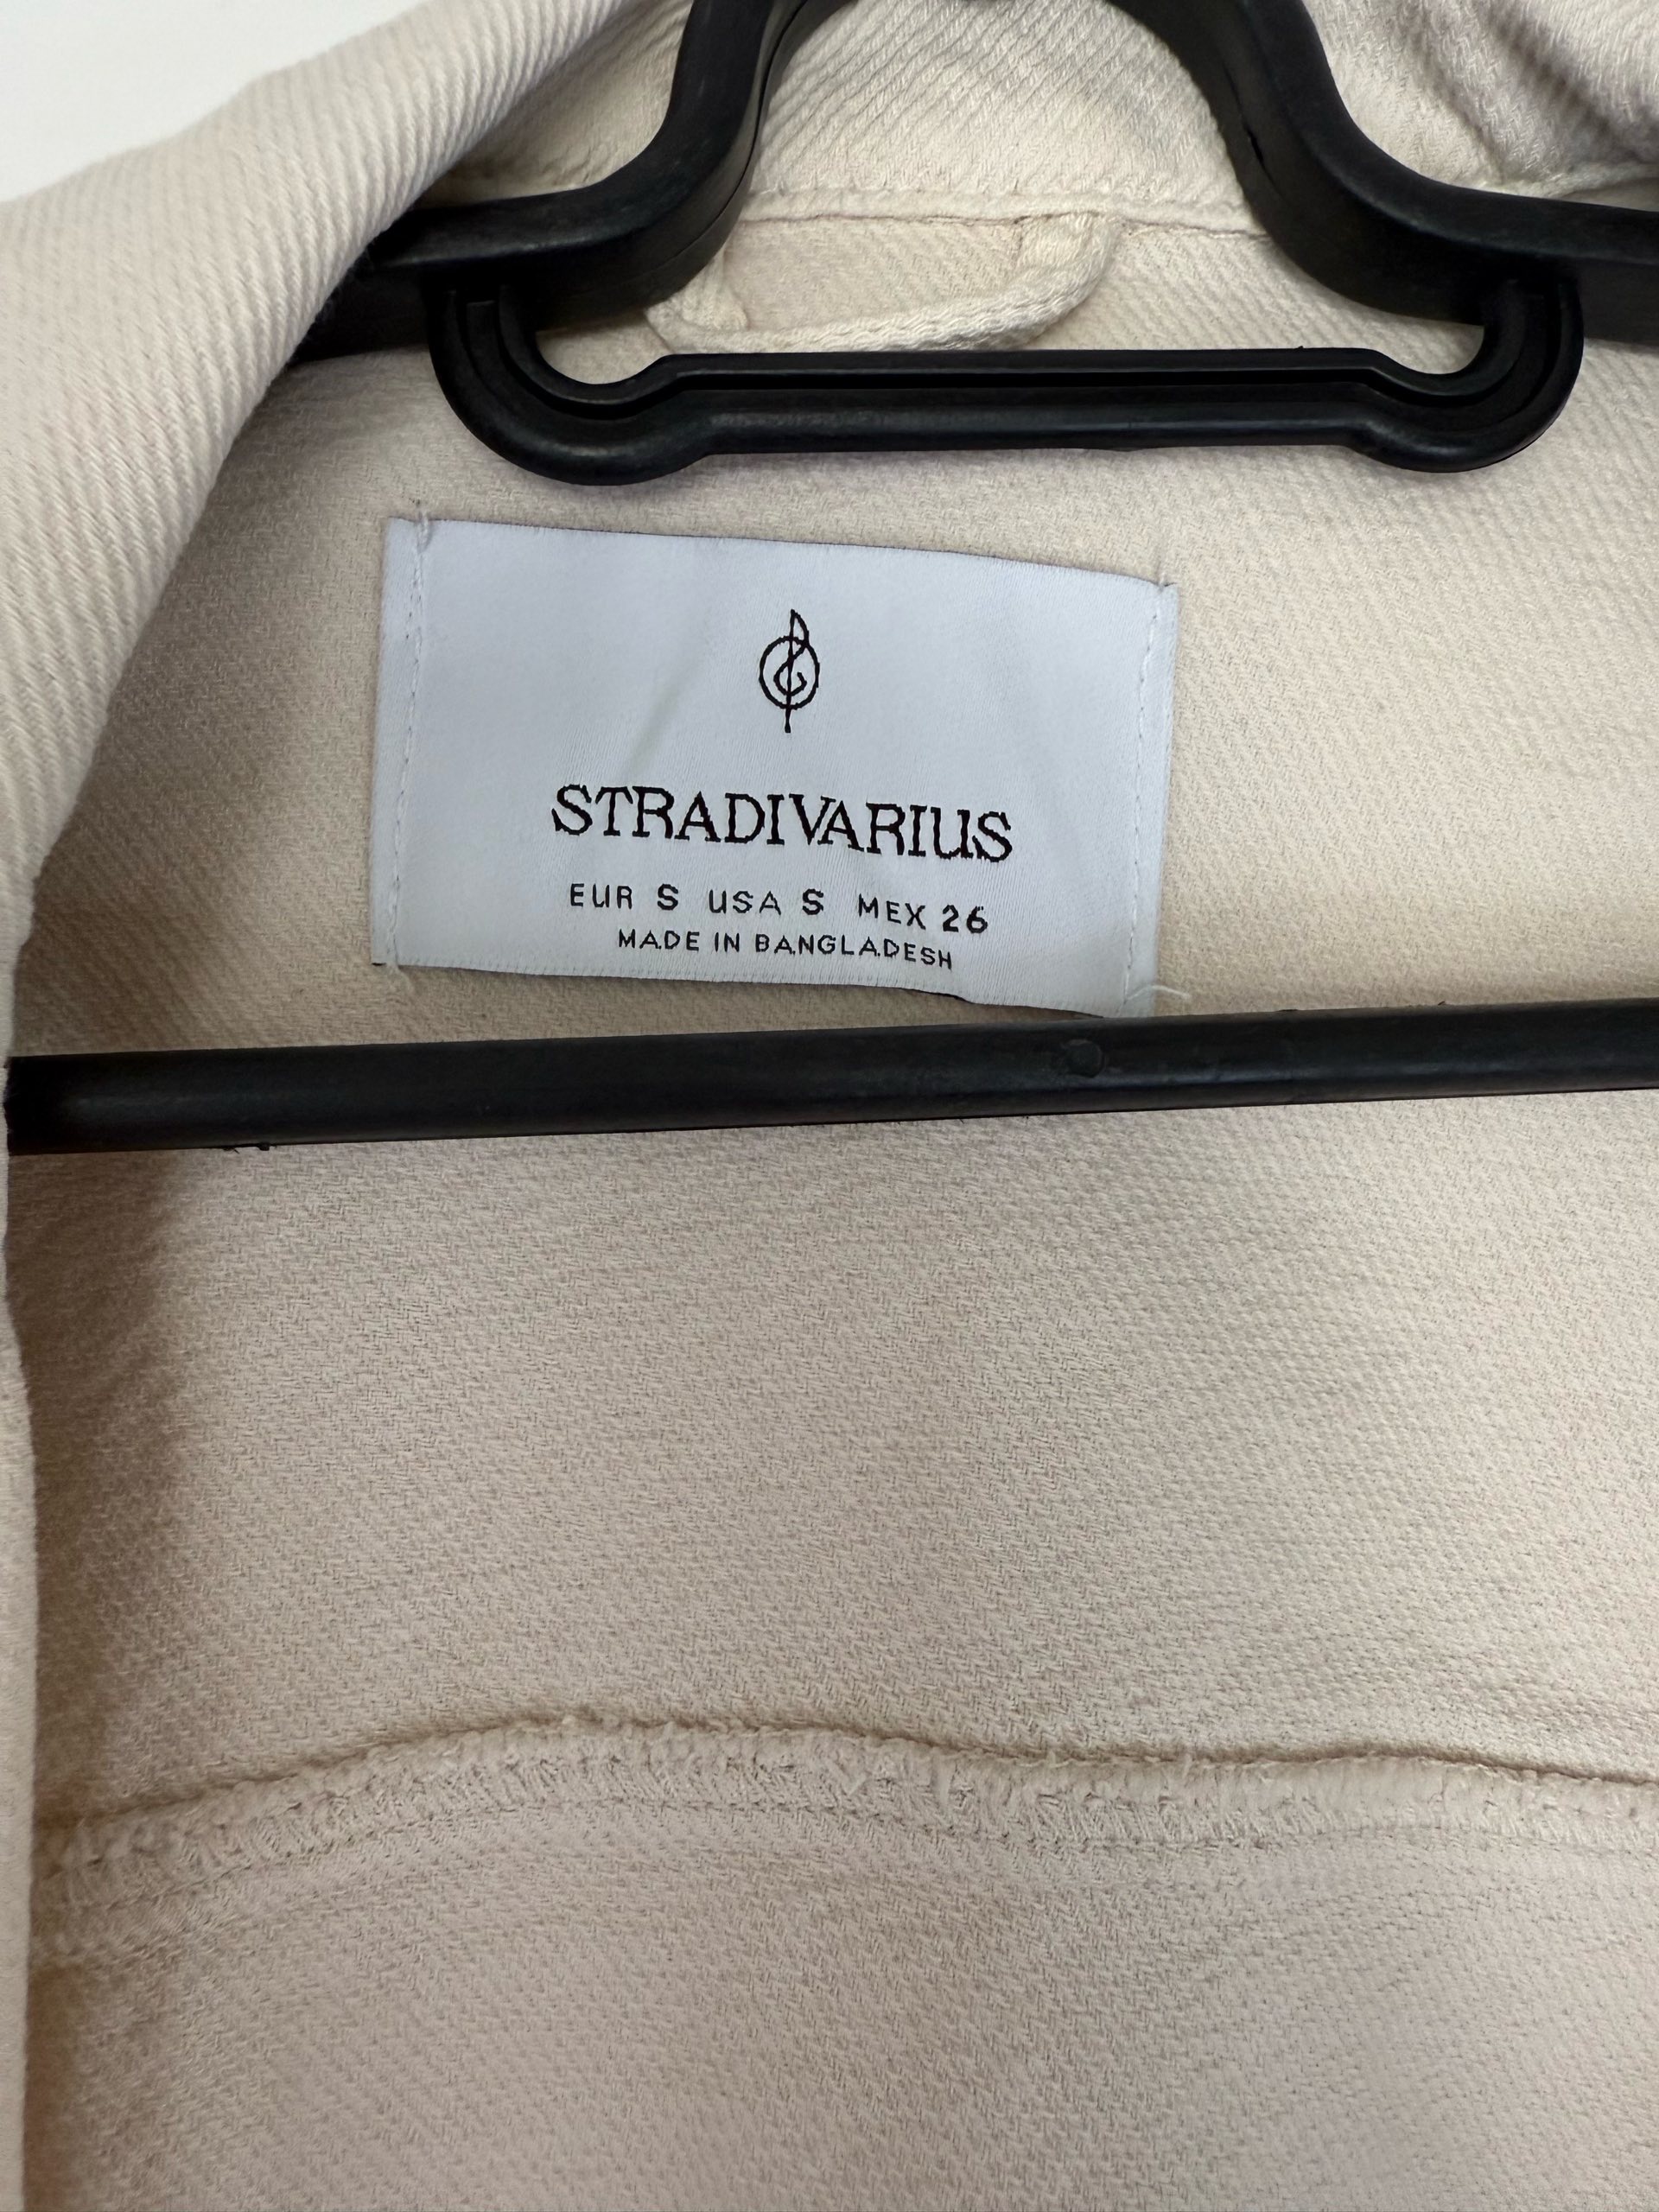 STRADIVARIUS
EUR S USA S MEX 26
MADE IN BANGLADESH